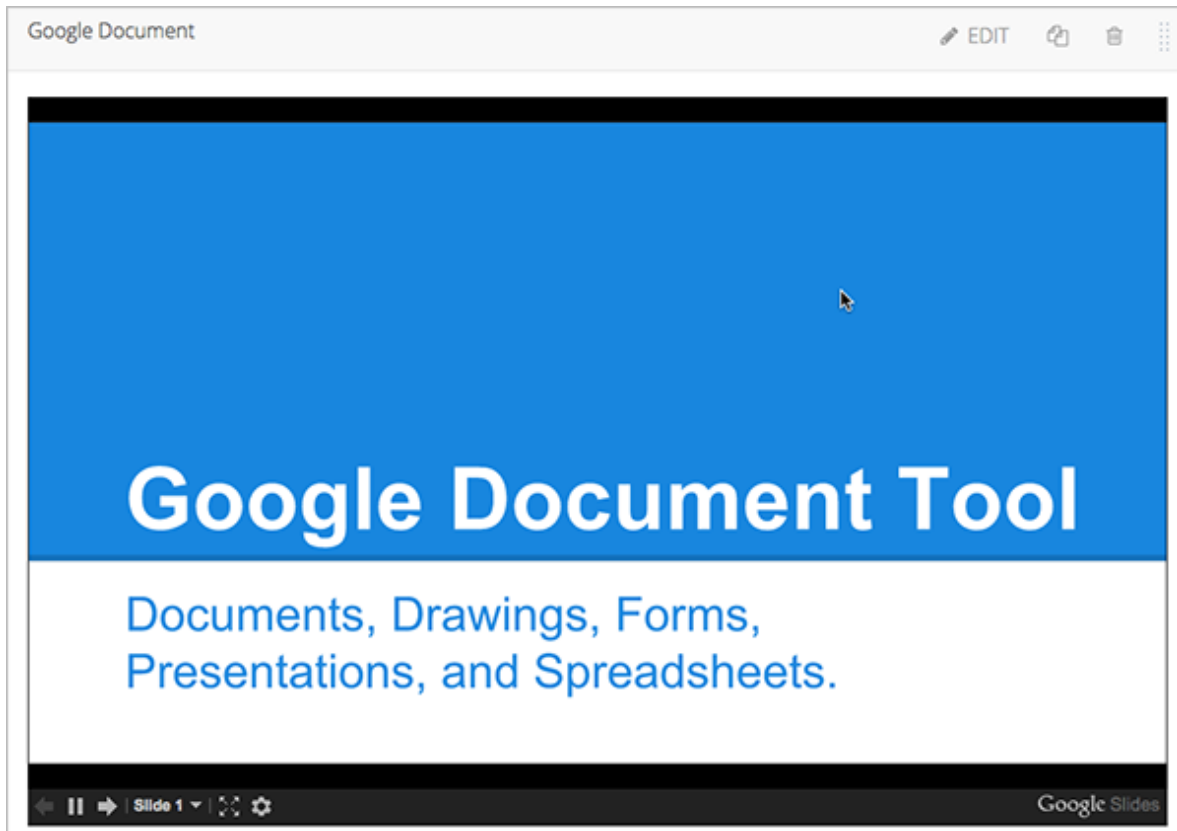 Google Document
EDIT
Google Document Tool
Documents, Drawings, Forms,
Presentations, and Spreadsheets.
Slide 1
Google Slides